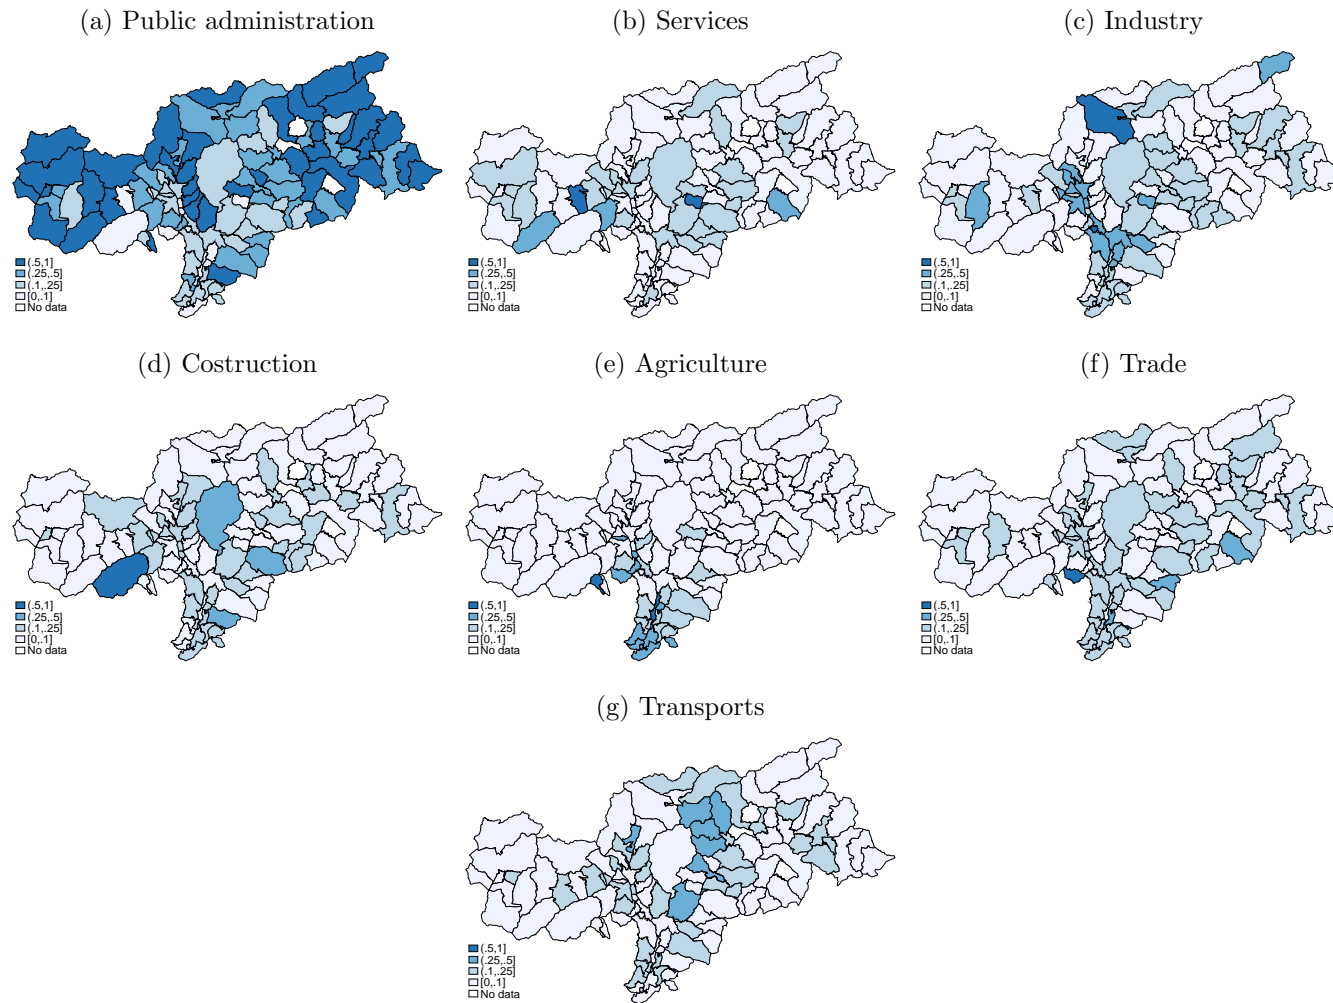 (a) Public administration
(b) Services
(c) Industry
(.5,1]
(.25,.5]
(.1,.25]
[0,.1]
No data
(.5,1]
(.25,.5]
(.1,.25]
[0,.1]
No data
(.5,1]
(.25,.5]
(.1,.25]
[0,.1]
No data
(d) Costruction
(e) Agriculture
(f) Trade
(.5,1]
(.25,.5]
(.1,.25]
[0,.1]
No data
(.5,1]
(.25,.5]
(.1,.25]
[0,.1]
No data
(.5,1]
(.25,.5]
(.1,.25]
[0,.1]
No data
(g) Transports
(.5,1]
(.25,.5]
(.1,.25]
[0,.1]
No data